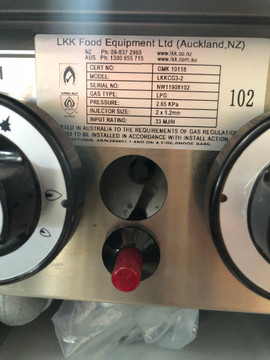 LKK Food Equipment Ltd (Auckland,NZ)
NZ Ph 09-837 2960 www.lkk.co.nz
AUS Ph 1300 955 715 www.lkk.com.au
CERT NO: GMK 10118
MODEL: LKKCG3-2
SERIAL NO: NW11908102
GAS TYPE: LPG
PRESSURE: 2.65 KPa
INJECTOR SIZE: 2 x 1.2mm
INPUT RATING: 33 MJ/H
102
TESTED IN AUSTRALIA TO THE REQUIREMENTS OF GAS REGULATION
TO BE INSTALLED IN ACCORDANCE WITH INSTALLATION